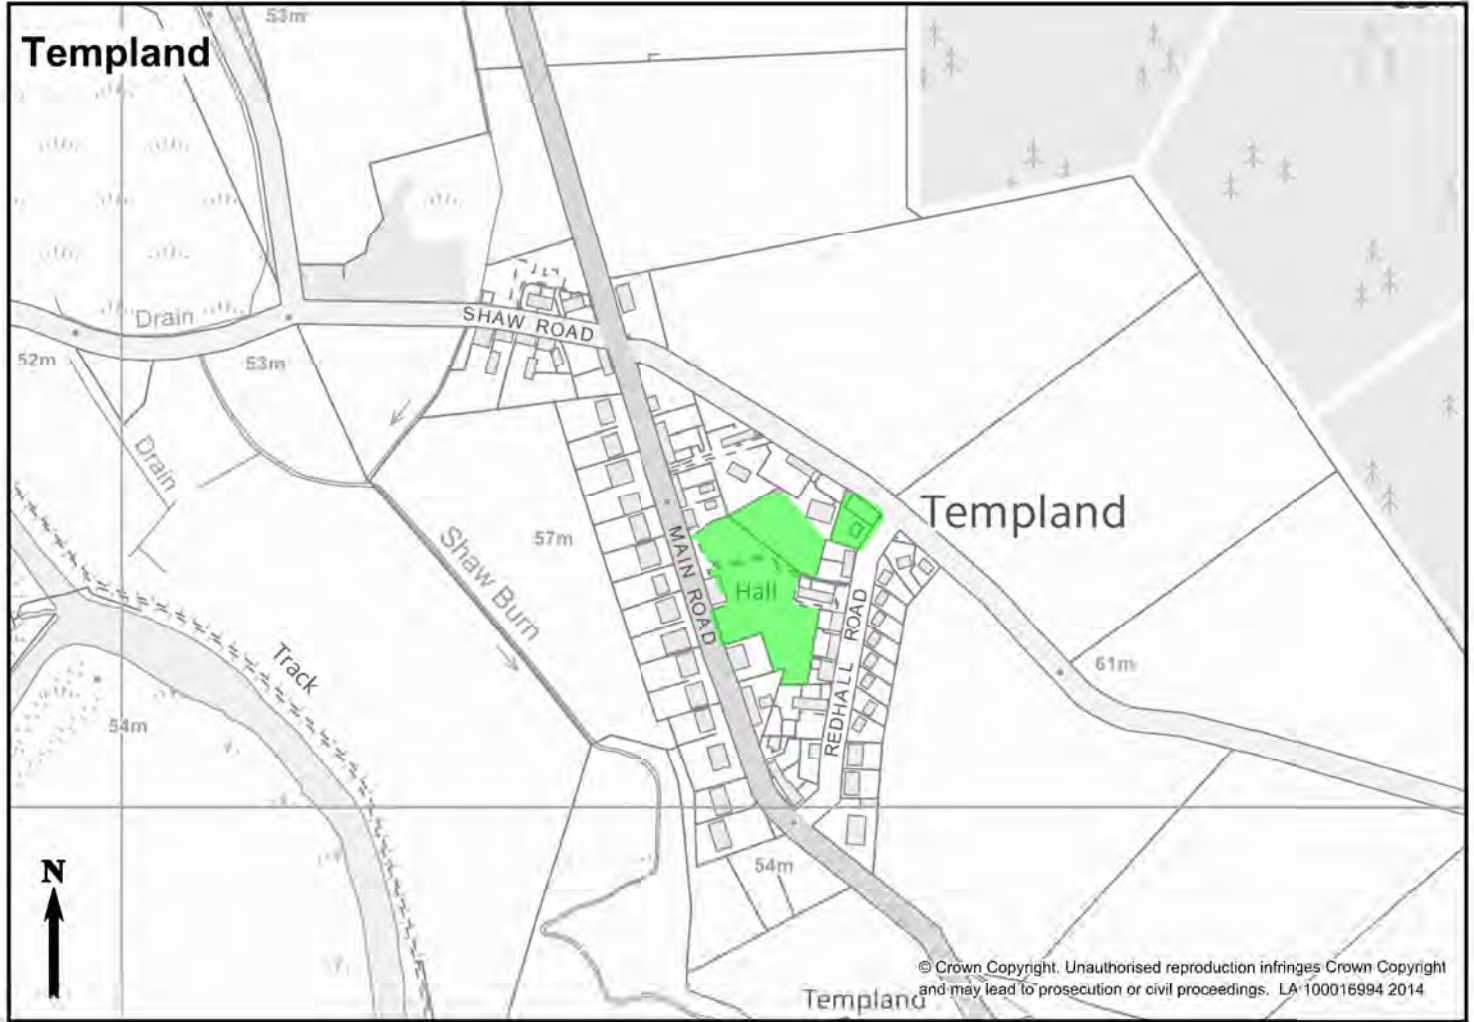 Templand
53m
Drain
SHAW ROAD
52m
53m
Drain
Templand
57m
Shaw Burn
MAIN ROAD
Hall
REDHALL ROAD
Track
61m
54m
54m
N
© Crown Copyright. Unauthorised reproduction infringes Crown Copyright
and may lead to prosecution or civil proceedings. LA 100016994 2014
Templand